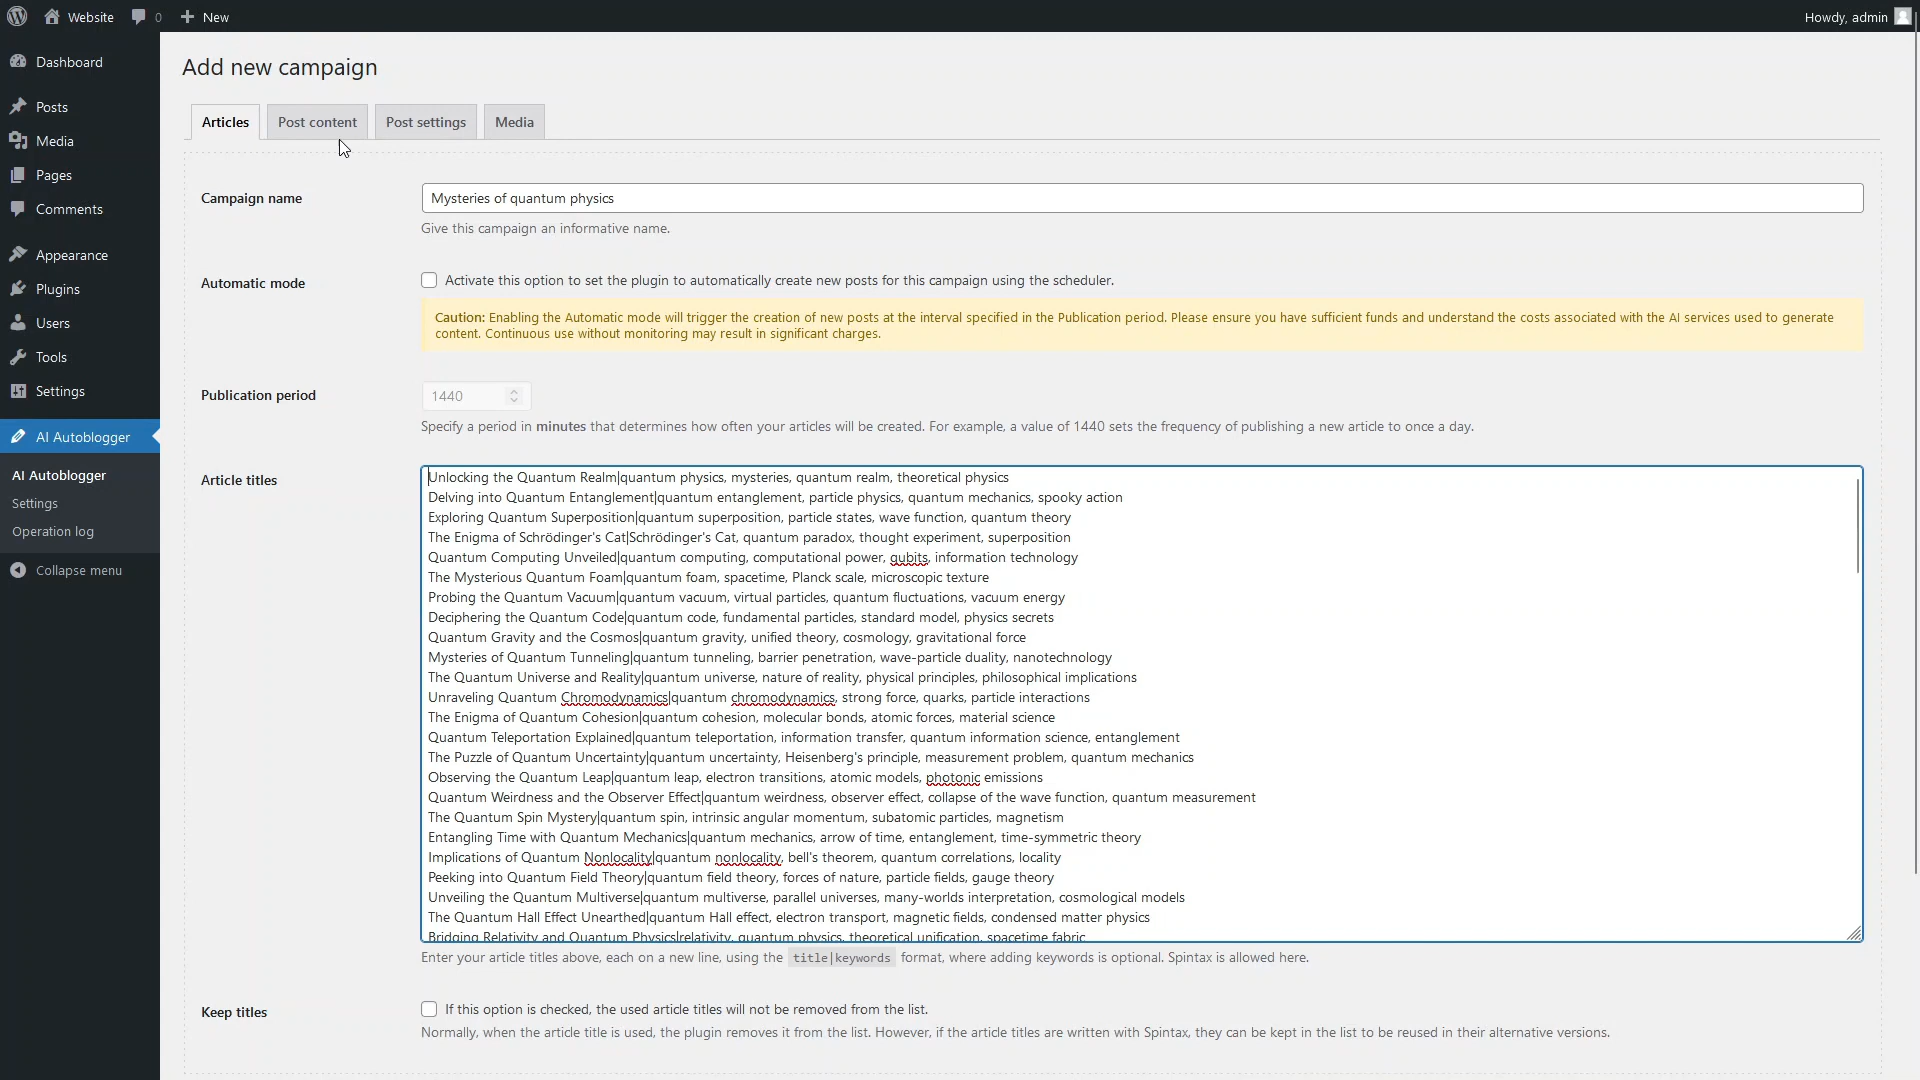 Website
0
New
Howdy, admin
Dashboard
Posts
Media
Pages
Comments
Appearance
Plugins
Users
Tools
Settings
AI Autoblogger
AI Autoblogger
Settings
Operation log
Collapse menu
Add new campaign
Articles
Post content
Post settings
Media
Campaign name
Mysteries of quantum physics
Give this campaign an informative name.
Automatic mode
Activate this option to set the plugin to automatically create new posts for this campaign using the scheduler.
Caution: Enabling the Automatic mode will trigger the creation of new posts at the interval specified in the Publication period. Please ensure you have sufficient funds and understand the costs associated with the AI services used to generate
content. Continuous use without monitoring may result in significant charges.
Publication period
1440
Specify a period in minutes that determines how often your articles will be created. For example, a value of 1440 sets the frequency of publishing a new article to once a day.
Article titles
Unlocking the Quantum Realm|quantum physics, mysteries, quantum realm, theoretical physics
Delving into Quantum Entanglement|quantum entanglement, particle physics, quantum mechanics, spooky action
Exploring Quantum Superposition|quantum superposition, particle states, wave function, quantum theory
The Enigma of Schrödinger's Cat|Schrödinger's Cat, quantum paradox, thought experiment, superposition
Quantum Computing Unveiled|quantum computing, computational power, qubits, information technology
The Mysterious Quantum Foam|quantum foam, spacetime, Planck scale, microscopic texture
Probing the Quantum Vacuum|quantum vacuum, virtual particles, quantum fluctuations, vacuum energy
Deciphering the Quantum Code|quantum code, fundamental particles, standard model, physics secrets
Quantum Gravity and the Cosmos|quantum gravity, unified theory, cosmology, gravitational force
Mysteries of Quantum Tunneling|quantum tunneling, barrier penetration, wave-particle duality, nanotechnology
The Quantum Universe and Reality|quantum universe, nature of reality, physical principles, philosophical implications
Unraveling Quantum Chromodynamics|quantum chromodynamics, strong force, quarks, particle interactions
The Enigma of Quantum Cohesion|quantum cohesion, molecular bonds, atomic forces, material science
Quantum Teleportation Explained|quantum teleportation, information transfer, quantum information science, entanglement
The Puzzle of Quantum Uncertainty|quantum uncertainty, Heisenberg's principle, measurement problem, quantum mechanics
Observing the Quantum Leap|quantum leap, electron transitions, atomic models, photonic emissions
Quantum Weirdness and the Observer Effect|quantum weirdness, observer effect, collapse of the wave function, quantum measurement
The Quantum Spin Mystery|quantum spin, intrinsic angular momentum, subatomic particles, magnetism
Entangling Time with Quantum Mechanics|quantum mechanics, arrow of time, entanglement, time-symmetric theory
Implications of Quantum Nonlocality|quantum nonlocality, bell's theorem, quantum correlations, locality
Peeking into Quantum Field Theory|quantum field theory, forces of nature, particle fields, gauge theory
Unveiling the Quantum Multiverse|quantum multiverse, parallel universes, many-worlds interpretation, cosmological models
The Quantum Hall Effect Unearthed|quantum Hall effect, electron transport, magnetic fields, condensed matter physics
Bridging Relativity and Quantum Physics|relativity, quantum physics, theoretical unification, spacetime fabric
Enter your article titles above, each on a new line, using the title|keywords format, where adding keywords is optional. Spintax is allowed here.
Keep titles
If this option is checked, the used article titles will not be removed from the list.
Normally, when the article title is used, the plugin removes it from the list. However, if the article titles are written with Spintax, they can be kept in the list to be reused in their alternative versions.